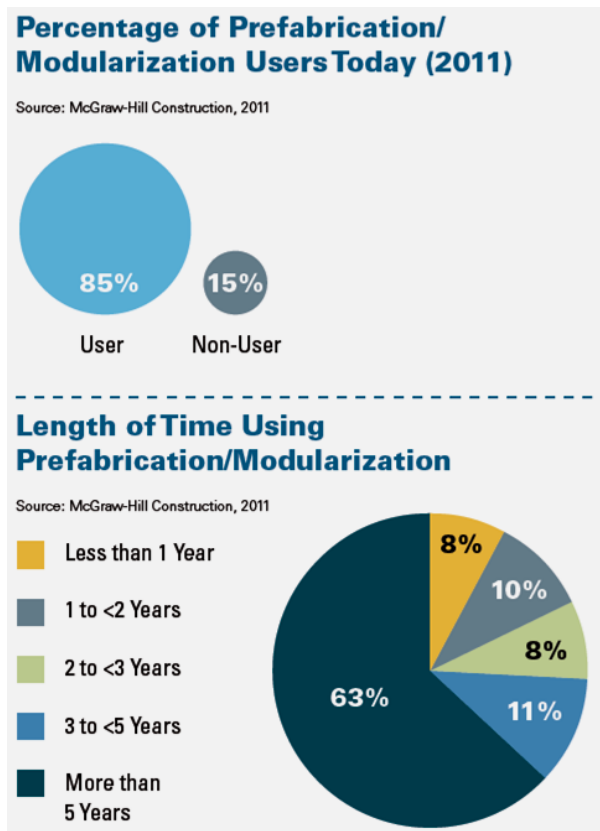 Percentage of Prefabrication/
Modularization Users Today (2011)
Source: McGraw-Hill Construction, 2011
85%
15%
User
Non-User
Length of Time Using
Prefabrication/Modularization
Source: McGraw-Hill Construction, 2011
Less than 1 Year
1 to <2 Years
2 to <3 Years
3 to <5 Years
More than
5 Years
8%
10%
8%
11%
63%